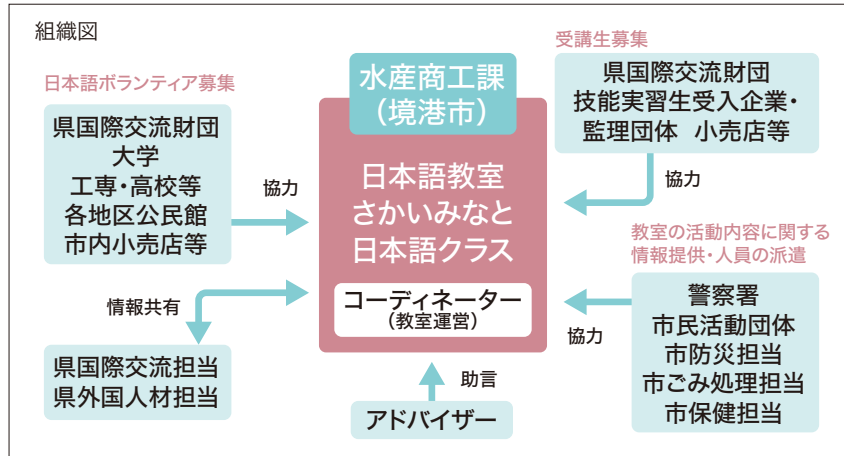 組織図
日本語ボランティア募集
県国際交流財団
大学
工専・高校等
各地区公民館
市内小売店等
協力
情報共有
県国際交流担当
県外国人材担当
水産商工課
（境港市）
日本語教室
さかいみなと
日本語クラス
コーディネーター
（教室運営）
助言
アドバイザー
受講生募集
県国際交流財団
技能実習生受入企業・
監理団体 小売店等
協力
教室の活動内容に関する
情報提供・人員の派遣
協力
警察署
市民活動団体
市防災担当
市ごみ処理担当
市保健担当